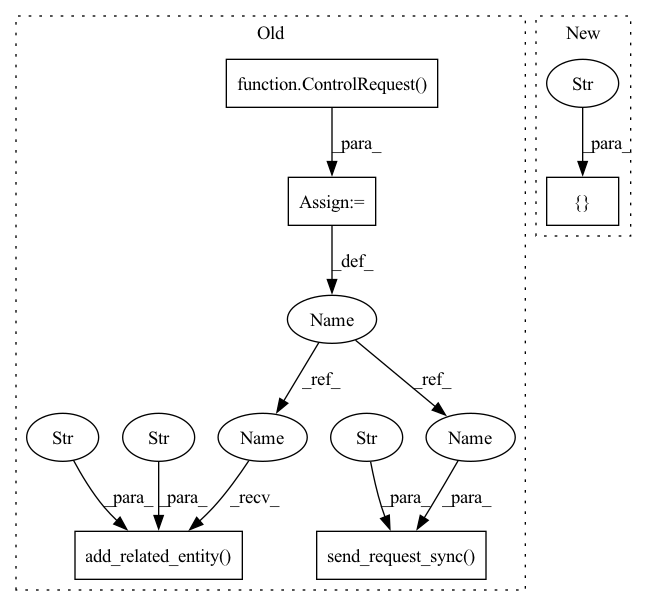 Old
New
function.ControlRequest()
Str
_para_
_para_
Assign:=
{}
_def_
Name
_ref_
_ref_
Str
Str
Name
Str
Name
_para_
_para_
_recv_
_para_
_para_
add_related_entity()
send_request_sync()